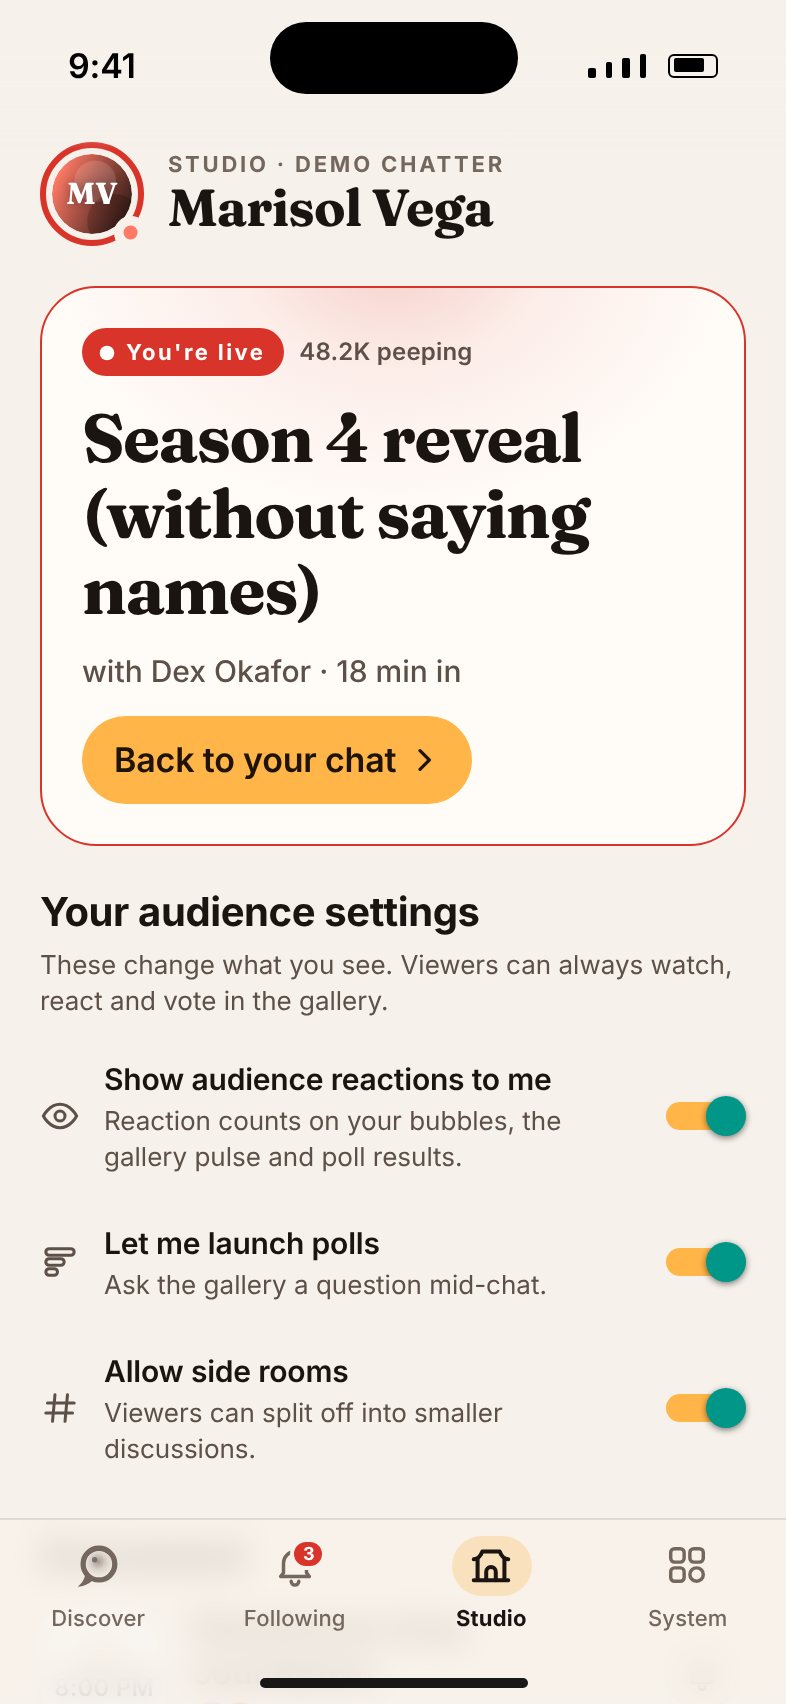 9:41
STUDIO · DEMO CHATTER
MV
Marisol Vega
You're live
48.2K peeping
Season 4 reveal
(without saying
names)
with Dex Okafor · 18 min in
Back to your chat
Your audience settings
These change what you see. Viewers can always watch,
react and vote in the gallery.
Show audience reactions to me
Reaction counts on your bubbles, the
gallery pulse and poll results.
Let me launch polls
Ask the gallery a question mid-chat.
Allow side rooms
Viewers can split off into smaller
discussions.
3
Discover
Following
Studio
System
8:00 PM